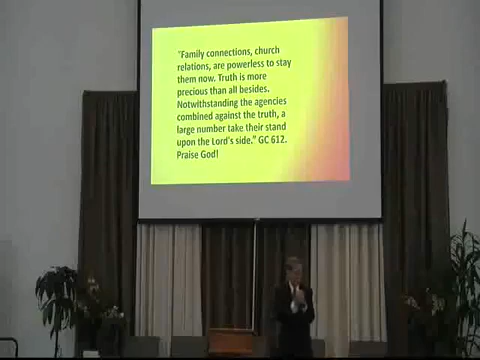 "Family connections, church
relations, are powerless to stay
them now. Truth is more
precious than all besides.
Notwithstanding the agencies
combined against the truth, a
large number take their stand
upon the Lord's side." GC 612.
Praise God!